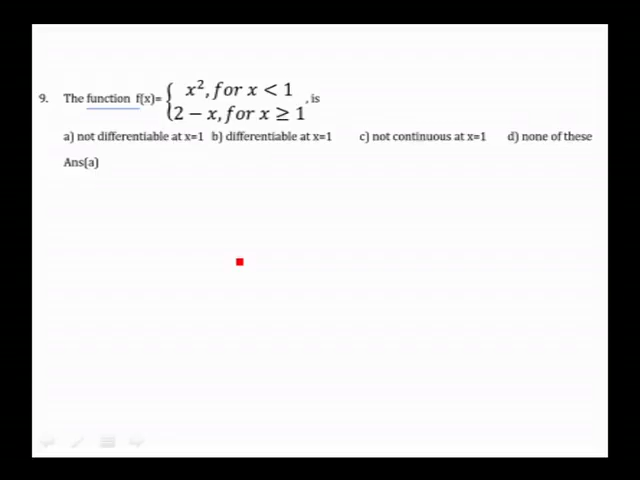 9. The function f(x)= { x², for x < 1
2 − x, for x ≥ 1 , is
a) not differentiable at x=1 b) differentiable at x=1 c) not continuous at x=1 d) none of these
Ans(a)